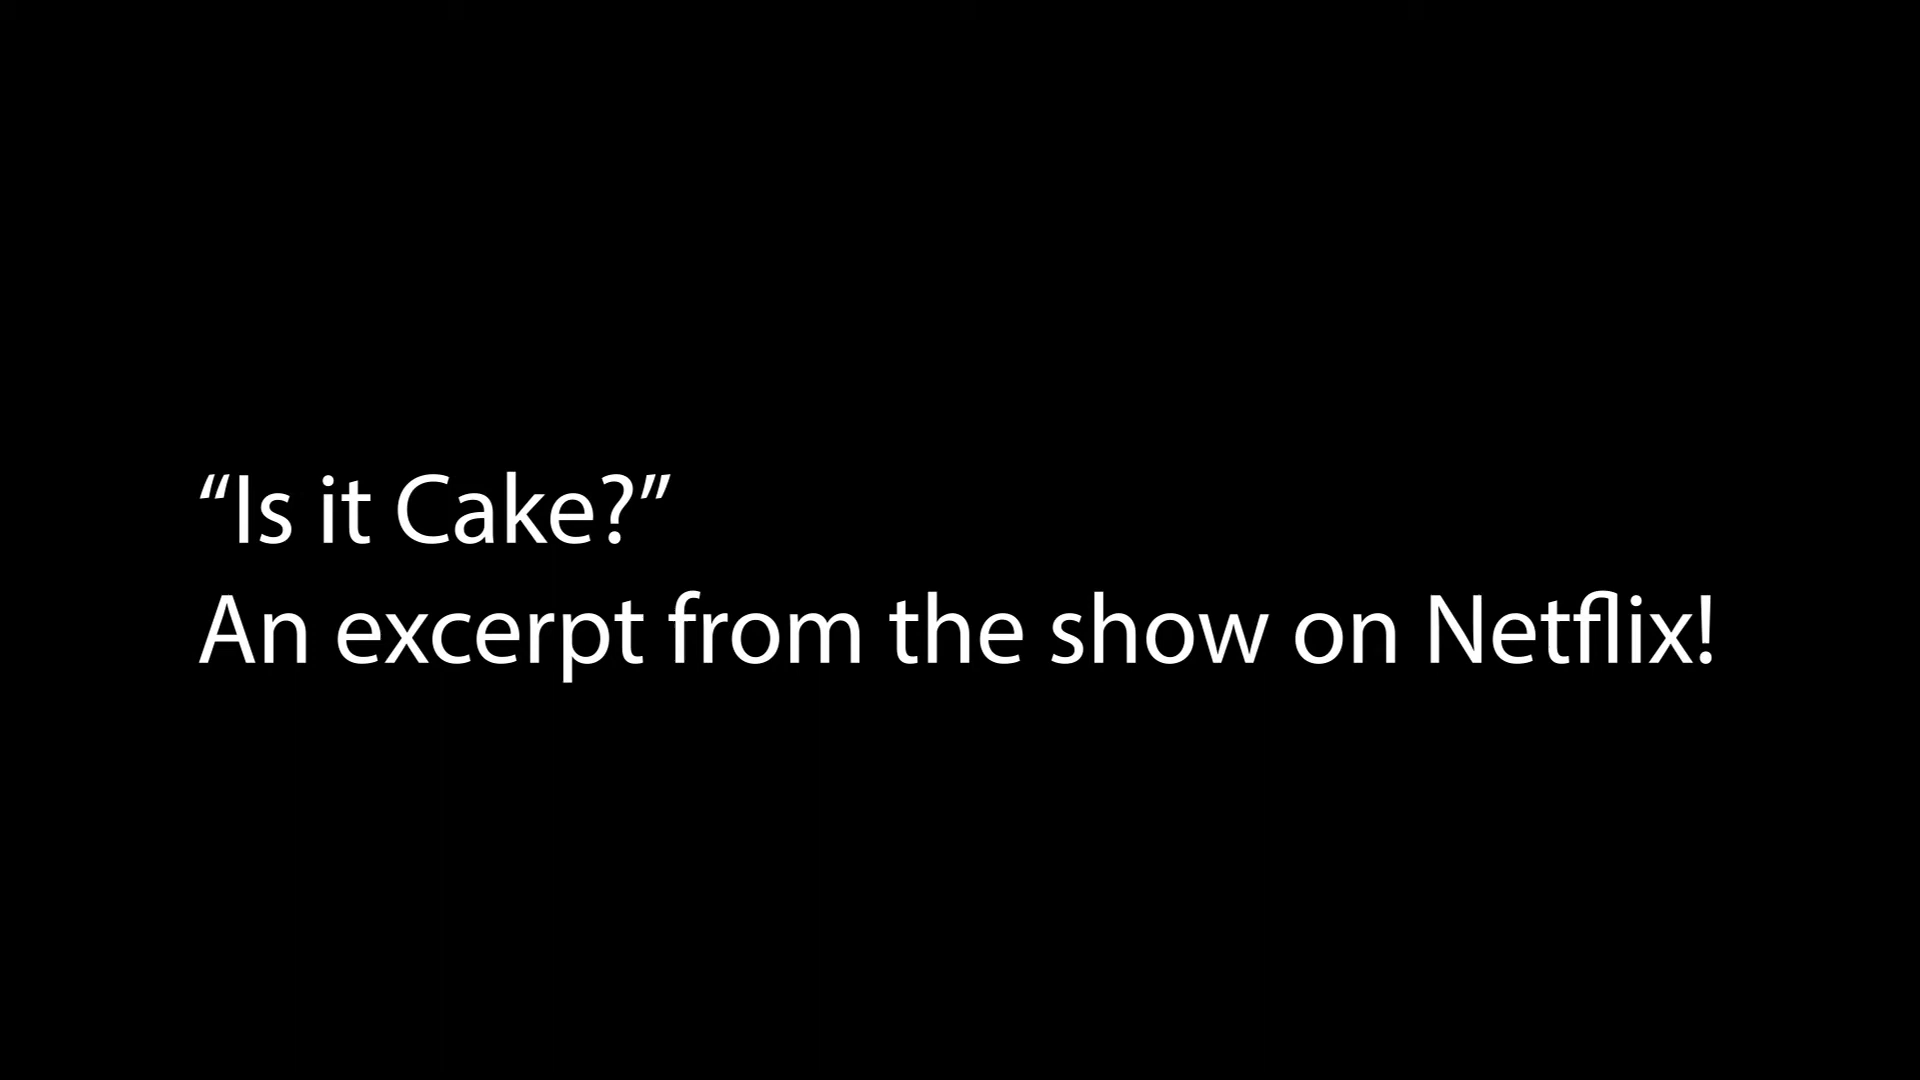 “Is it Cake?”
An excerpt from the show on Netflix!